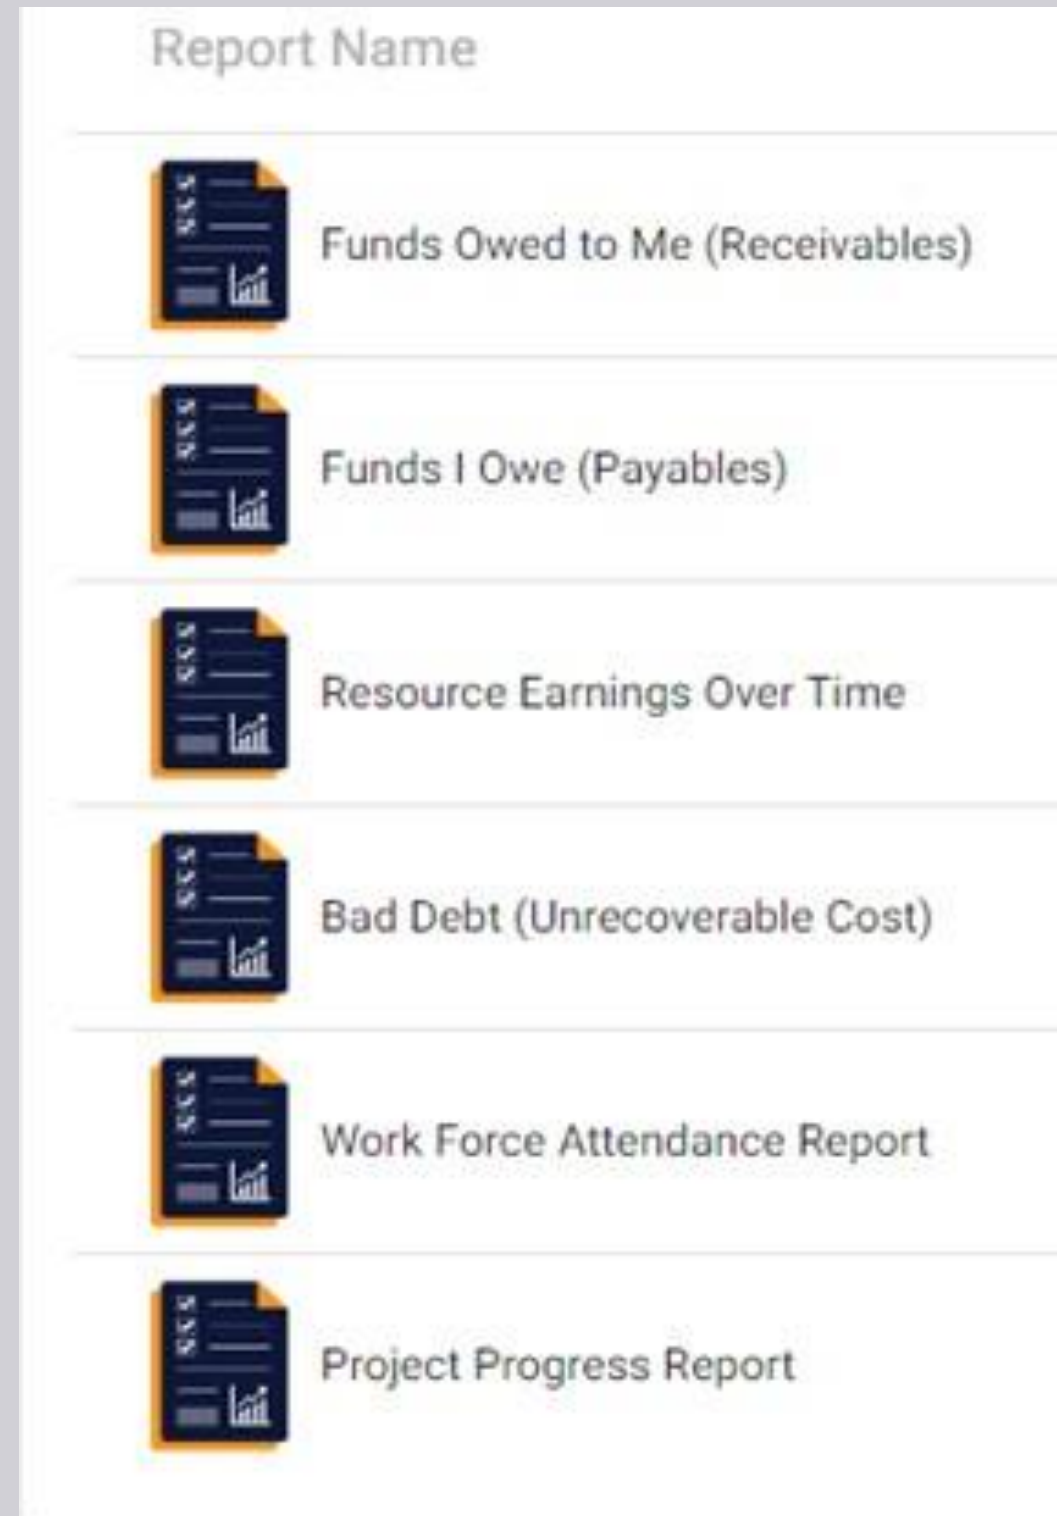 Report Name
Funds Owed to Me (Receivables)
Funds I Owe (Payables)
Resource Earnings Over Time
Bad Debt (Unrecoverable Cost)
Work Force Attendance Report
Project Progress Report